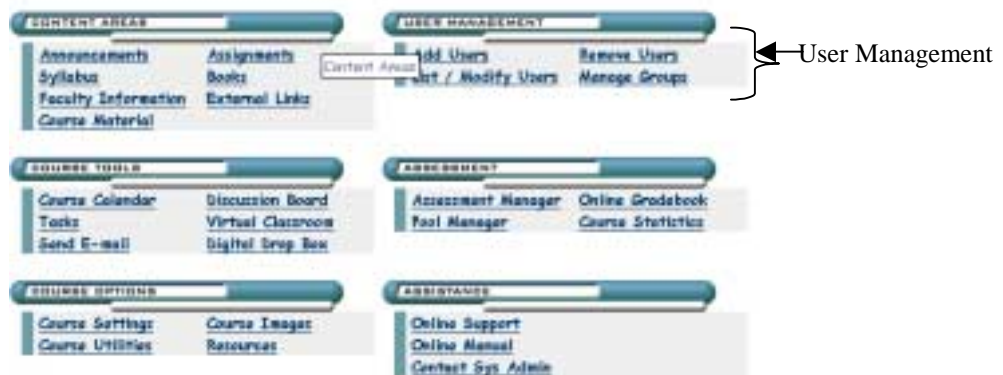 CONTENT AREAS
Announcements Assignments
Syllabus Books
Faculty Information External Links
Course Material
Content Areas
USER MANAGEMENT
Add Users Remove Users
List / Modify Users Manage Groups
User Management
COURSE TOOLS
Course Calendar Discussion Board
Tasks Virtual Classroom
Send E-mail Digital Drop Box
ASSESSMENT
Assessment Manager Online Gradebook
Pool Manager Course Statistics
COURSE OPTIONS
Course Settings Course Images
Course Utilities Resources
ASSISTANCE
Online Support
Online Manual
Contact Sys Admin